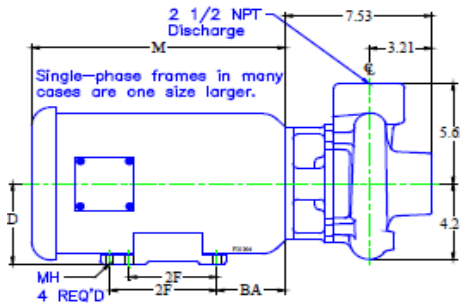 2 1/2 NPT
Discharge
7.53
M
3.21
℄
Single-phase frames in many
cases are one size larger.
5.6
D
4.2
MH
4 REQ'D
2F
2F
BA